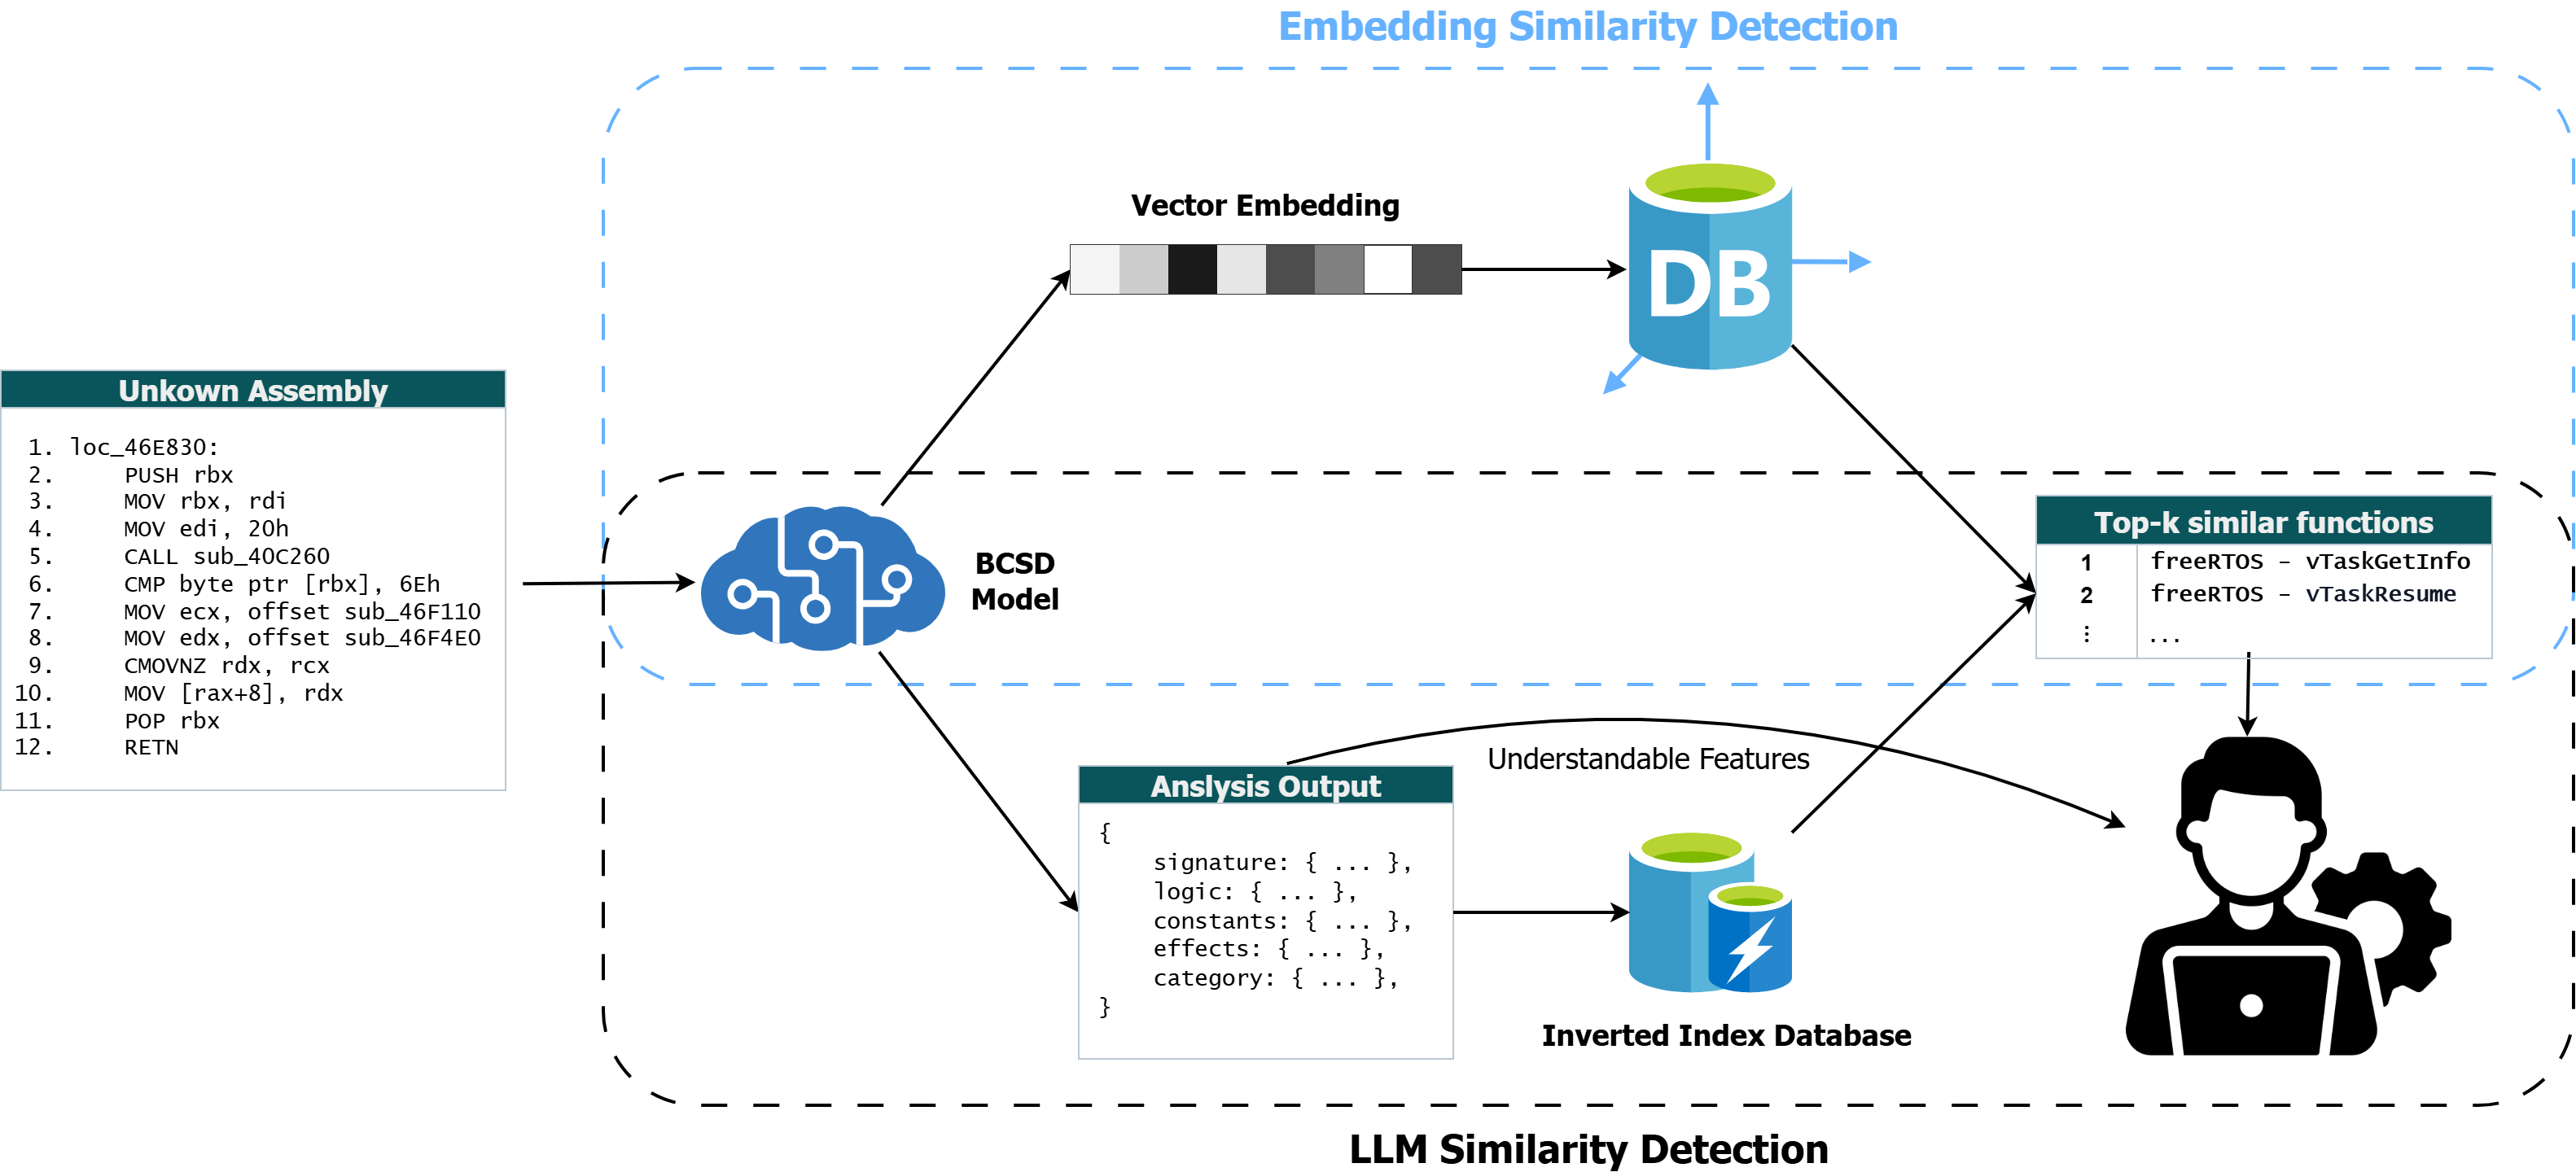 Embedding Similarity Detection
Vector Embedding
DB
Unkown Assembly
1. loc_46E830:
2. PUSH rbx
3. MOV rbx, rdi
4. MOV edi, 20h
5. CALL sub_40C260
6. CMP byte ptr [rbx], 6Eh
7. MOV ecx, offset sub_46F110
8. MOV edx, offset sub_46F4E0
9. CMOVNZ rdx, rcx
10. MOV [rax+8], rdx
11. POP rbx
12. RETN
BCSD
Model
Top-k similar functions
1 freeRTOS - vTaskGetInfo
2 freeRTOS - vTaskResume
⋮ ...
Understandable Features
Anslysis Output
{
signature: { ... },
logic: { ... },
constants: { ... },
effects: { ... },
category: { ... },
}
Inverted Index Database
LLM Similarity Detection